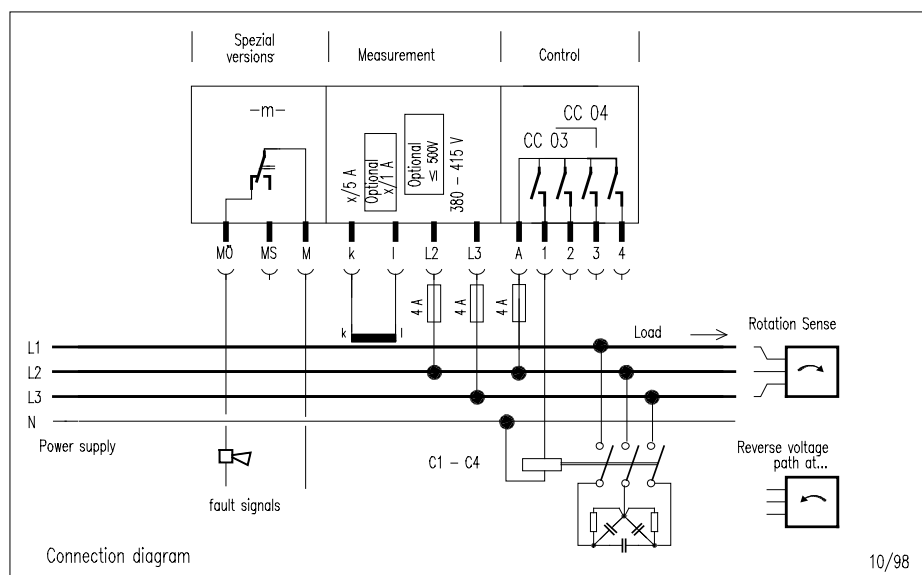 Spezial
versions
Measurement
Control
-m-
x/5 A
Optional
x/1 A
Optional
≤ 500V
380 - 415 V
CC 04
CC 03
MÖ MS M k l L2 L3 A 1 2 3 4
4 A 4 A 4 A
k l
Load
Rotation Sense
L1
L2
L3
N
Power supply
C1 - C4
Reverse voltage
path at...
fault signals
Connection diagram
10/98